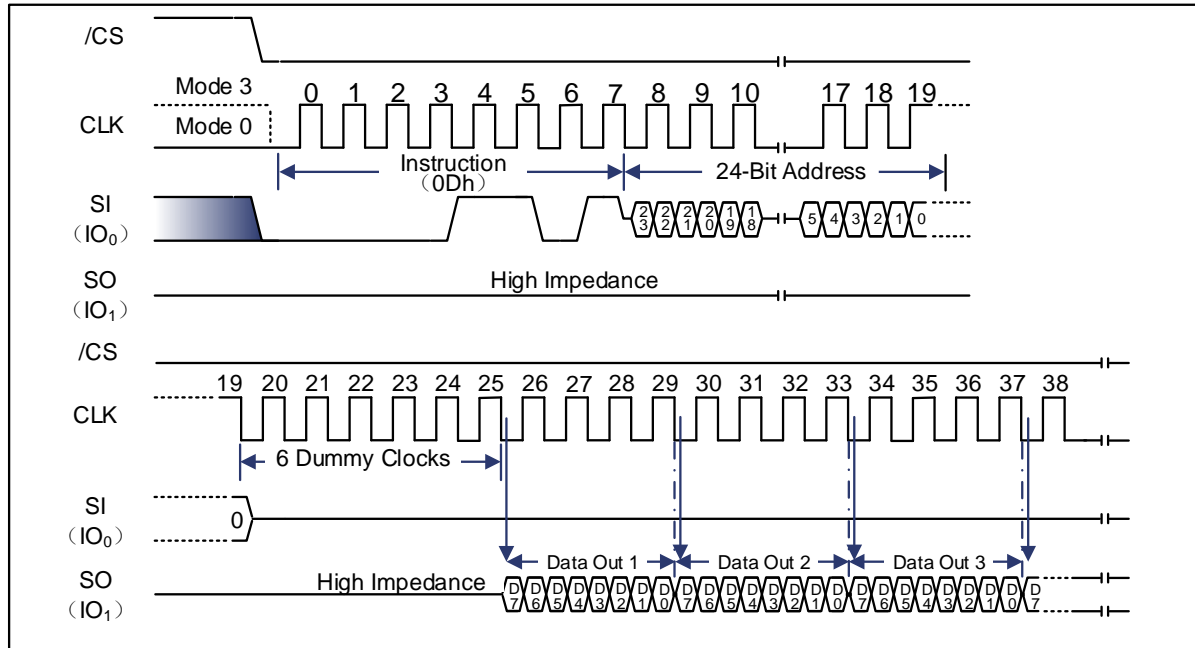 /CS
Mode 3
0 1 2 3 4 5 6 7 8 9 10 17 18 19
CLK
Mode 0
Instruction
(0Dh)
24-Bit Address
SI
(IO0)
23 22 21 20 19 18 5 4 3 2 1 0
SO
(IO1)
High Impedance
/CS
19 20 21 22 23 24 25 26 27 28 29 30 31 32 33 34 35 36 37 38
CLK
6 Dummy Clocks
SI
(IO0)
0
Data Out 1 Data Out 2 Data Out 3
SO
(IO1)
High Impedance
D7 D6 D5 D4 D3 D2 D1 D0 D7 D6 D5 D4 D3 D2 D1 D0 D7 D6 D5 D4 D3 D2 D1 D0 D7